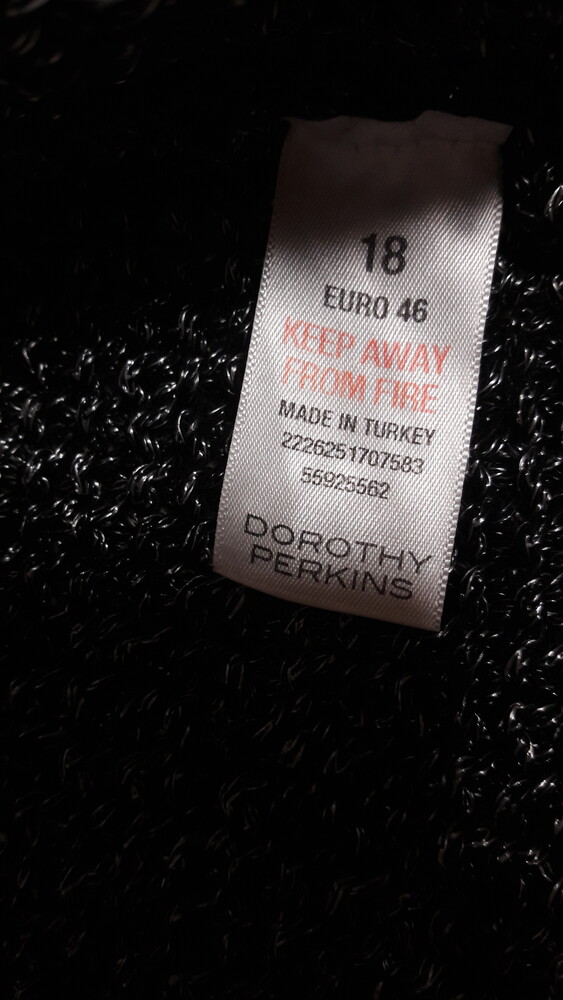 18
EURO 46
KEEP AWAY
FROM FIRE
MADE IN TURKEY
2226251707583
55925562
DOROTHY
PERKINS